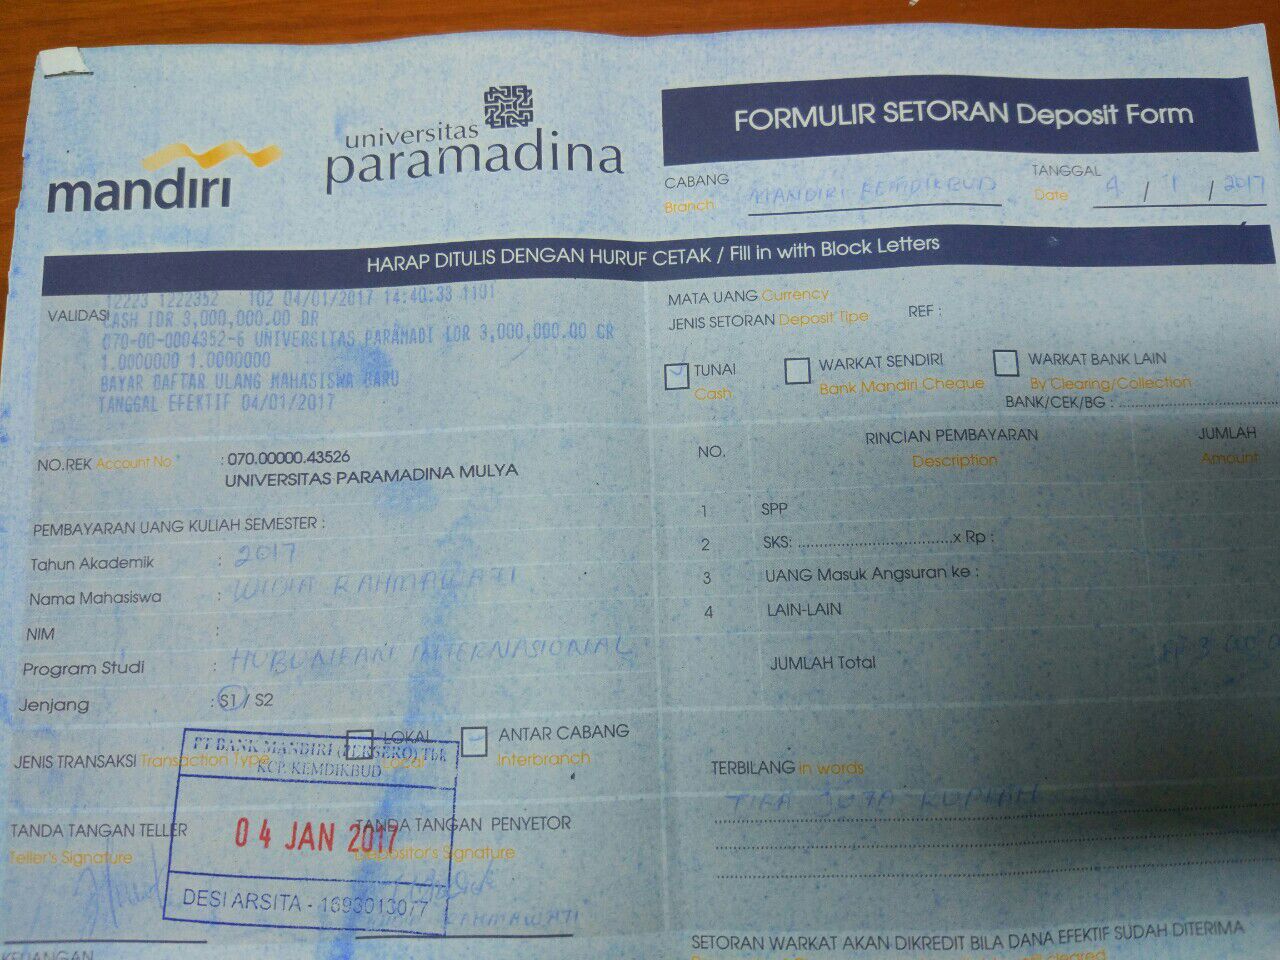 mandırı
universitas
paramadina
FORMULIR SETORAN Deposit Form
CABANG
Branch
MANDIRI KEMDIKBUD
TANGGAL
Date
4 / 1 / 2017
HARAP DITULIS DENGAN HURUF CETAK / Fill in with Block Letters
VALIDASI
12223 1222352 102 04/01/2017 14:40:33 1101
CASH IDR 3,000,000.00 DR
070-00-0004352-6 UNIVERSITAS PARAMADI IDR 3,000,000.00 CR
1.0000000 1.0000000
BAYAR DAFTAR ULANG MAHASISWA BARU
TANGGAL EFEKTIF 04/01/2017
MATA UANG Currency
JENIS SETORAN Deposit Tipe
REF :
TUNAI
Cash
WARKAT SENDIRI
Bank Mandiri Cheque
WARKAT BANK LAIN
By Clearing/Collection
BANK/CEK/BG :
NO.REK Account No. : 070.00000.43526
UNIVERSITAS PARAMADINA MULYA
PEMBAYARAN UANG KULIAH SEMESTER :
Tahun Akademik : 2017
Nama Mahasiswa : WIDIA RAHMAWATI
NIM :
Program Studi : HUBUNGAN INTERNASIONAL
Jenjang : S1 / S2
NO.
RINCIAN PEMBAYARAN
Description
JUMLAH
Amount
1 SPP
2 SKS: x Rp :
3 UANG Masuk Angsuran ke :
4 LAIN-LAIN
JUMLAH Total
JENIS TRANSAKSI Transaction Type
LOKAL
Local
ANTAR CABANG
Interbranch
PT BANK MANDIRI (PERSERO) Tbk
KCP. KEMDIKBUD
04 JAN 2017
DESI ARSITA - 1693013077
TERBILANG in words
TIGA JUTA RUPIAH
TANDA TANGAN TELLER
Teller's Signature
TANDA TANGAN PENYETOR
Depositor's Signature
RAHMAWATI
KEUANGAN
SETORAN WARKAT AKAN DIKREDIT BILA DANA EFEKTIF SUDAH DITERIMA